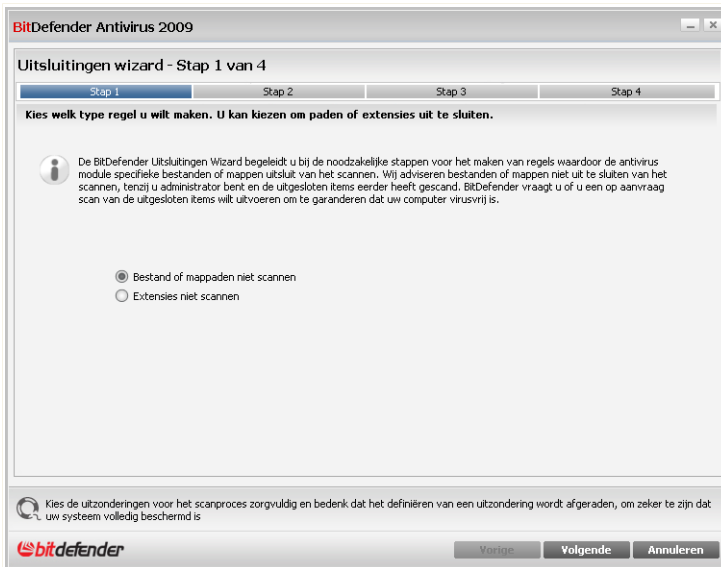 BitDefender Antivirus 2009
Uitsluitingen wizard - Stap 1 van 4
Stap 1 Stap 2 Stap 3 Stap 4
Kies welk type regel u wilt maken. U kan kiezen om paden of extensies uit te sluiten.
De BitDefender Uitsluitingen Wizard begeleidt u bij de noodzakelijke stappen voor het maken van regels waardoor de antivirus
module specifieke bestanden of mappen uitsluit van het scannen. Wij adviseren bestanden of mappen niet uit te sluiten van het
scannen, tenzij u administrator bent en de uitgesloten items eerder heeft gescand. BitDefender vraagt u of u een op aanvraag
scan van de uitgesloten items wilt uitvoeren om te garanderen dat uw computer virusvrij is.
Bestand of mappaden niet scannen
Extensies niet scannen
Kies de uitzonderingen voor het scanproces zorgvuldig en bedenk dat het definiëren van een uitzondering wordt afgeraden, om zeker te zijn dat
uw systeem volledig beschermd is
bitdefender
Vorige Volgende Annuleren